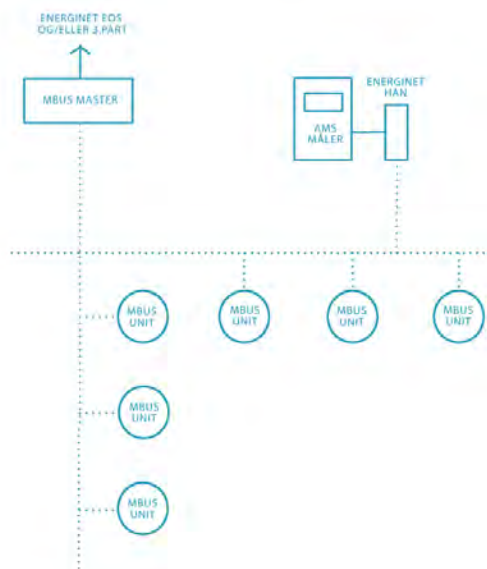 ENERGINET EOS
OG/ELLER 3.PART
MBUS MASTER
ENERGINET
HAN
AMS
MÅLER
MBUS
UNIT
MBUS
UNIT
MBUS
UNIT
MBUS
UNIT
MBUS
UNIT
MBUS
UNIT